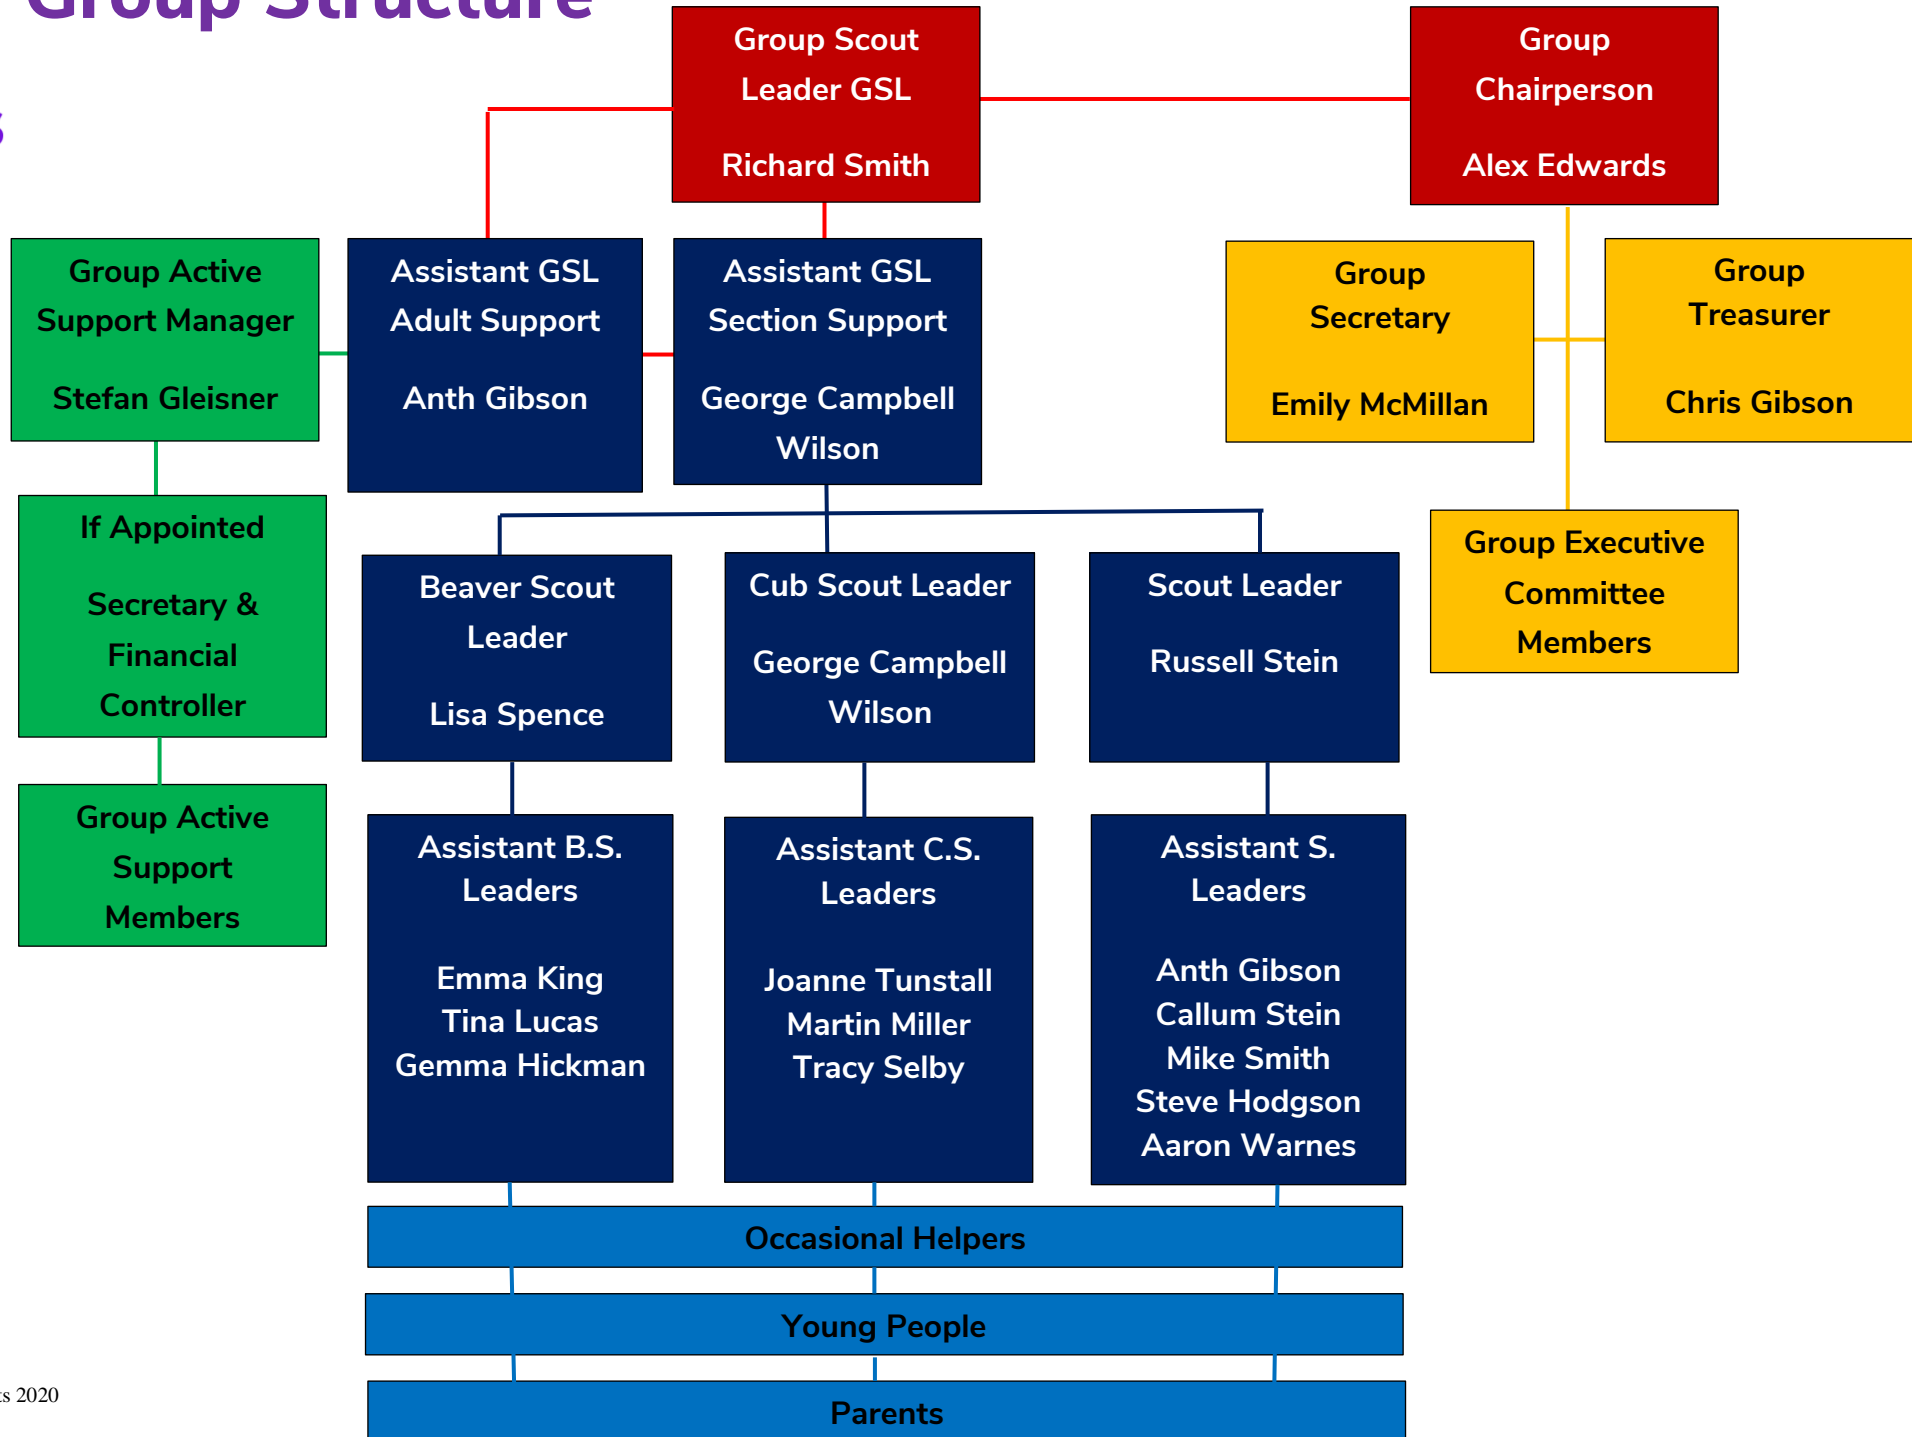 Group Structure
s
Group Scout
Leader GSL
Richard Smith
Group
Chairperson
Alex Edwards
Group Active
Support Manager
Stefan Gleisner
Assistant GSL
Adult Support
Anth Gibson
Assistant GSL
Section Support
George Campbell
Wilson
Group
Secretary
Emily McMillan
Group
Treasurer
Chris Gibson
If Appointed
Secretary &
Financial
Controller
Beaver Scout
Leader
Lisa Spence
Cub Scout Leader
George Campbell
Wilson
Scout Leader
Russell Stein
Group Executive
Committee
Members
Group Active
Support
Members
Assistant B.S.
Leaders
Emma King
Tina Lucas
Gemma Hickman
Assistant C.S.
Leaders
Joanne Tunstall
Martin Miller
Tracy Selby
Assistant S.
Leaders
Anth Gibson
Callum Stein
Mike Smith
Steve Hodgson
Aaron Warnes
Occasional Helpers
Young People
Parents
ts 2020